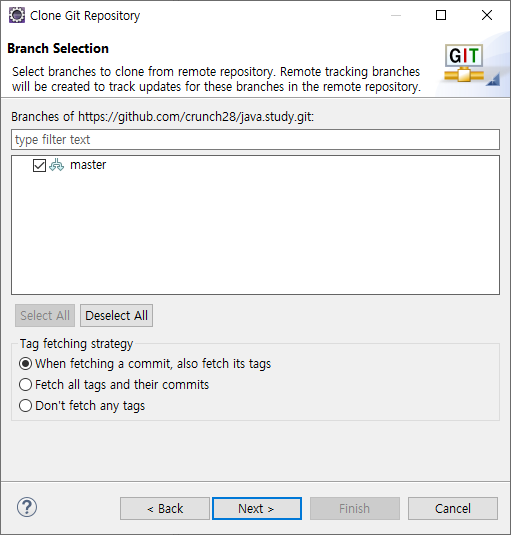 Clone Git Repository
Branch Selection
GIT
Select branches to clone from remote repository. Remote tracking branches
will be created to track updates for these branches in the remote repository.
Branches of https://github.com/crunch28/java.study.git:
type filter text
master
Select All
Deselect All
Tag fetching strategy
When fetching a commit, also fetch its tags
Fetch all tags and their commits
Don't fetch any tags
?
< Back
Next >
Finish
Cancel